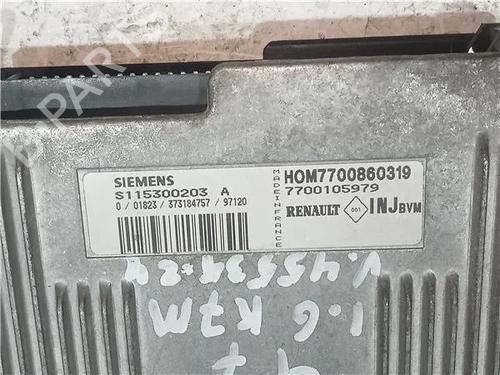 SIEMENS
S115300203 A
0 / 01823 / 373184757 / 97120
MADE IN FRANCE
HOM7700860319
7700105979
RENAULT 001 INJ BVM
1.6 K7M